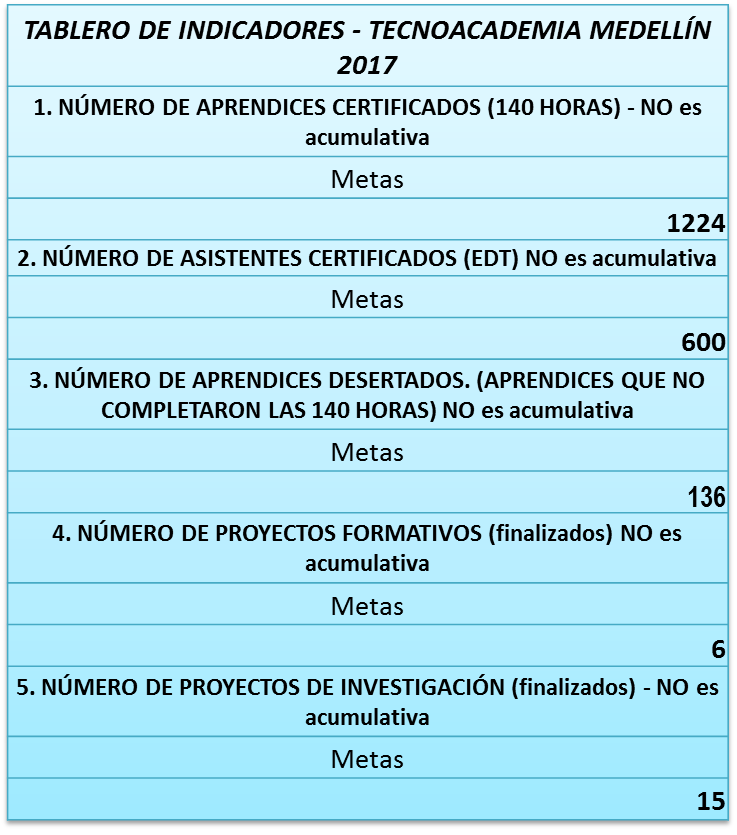 TABLERO DE INDICADORES - TECNOACADEMIA MEDELLÍN
2017
1. NÚMERO DE APRENDICES CERTIFICADOS (140 HORAS) - NO es
acumulativa
Metas
1224
2. NÚMERO DE ASISTENTES CERTIFICADOS (EDT) NO es acumulativa
Metas
600
3. NÚMERO DE APRENDICES DESERTADOS. (APRENDICES QUE NO
COMPLETARON LAS 140 HORAS) NO es acumulativa
Metas
136
4. NÚMERO DE PROYECTOS FORMATIVOS (finalizados) NO es
acumulativa
Metas
6
5. NÚMERO DE PROYECTOS DE INVESTIGACIÓN (finalizados) - NO es
acumulativa
Metas
15